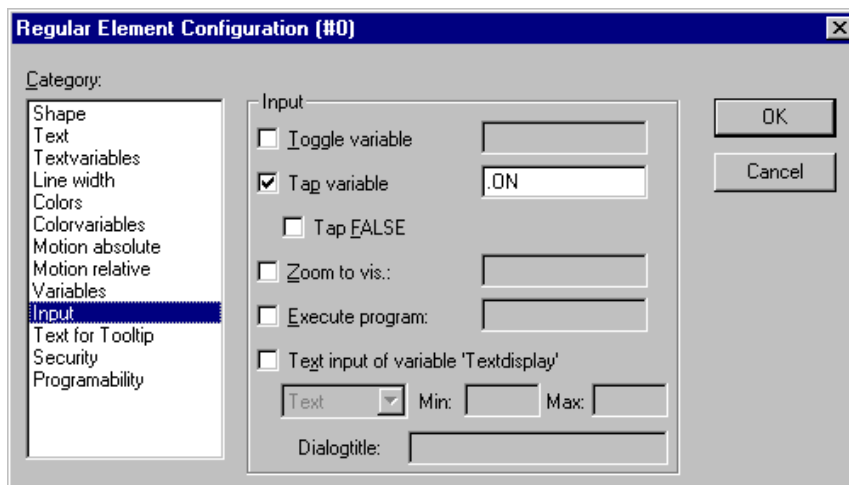 Regular Element Configuration (#0)
Category:
Shape
Text
Textvariables
Line width
Colors
Colorvariables
Motion absolute
Motion relative
Variables
Input
Text for Tooltip
Security
Programability
Input
Toggle variable
Tap variable .ON
Tap FALSE
Zoom to vis.:
Execute program:
Text input of variable 'Textdisplay'
Text Min: Max:
Dialogtitle:
OK
Cancel